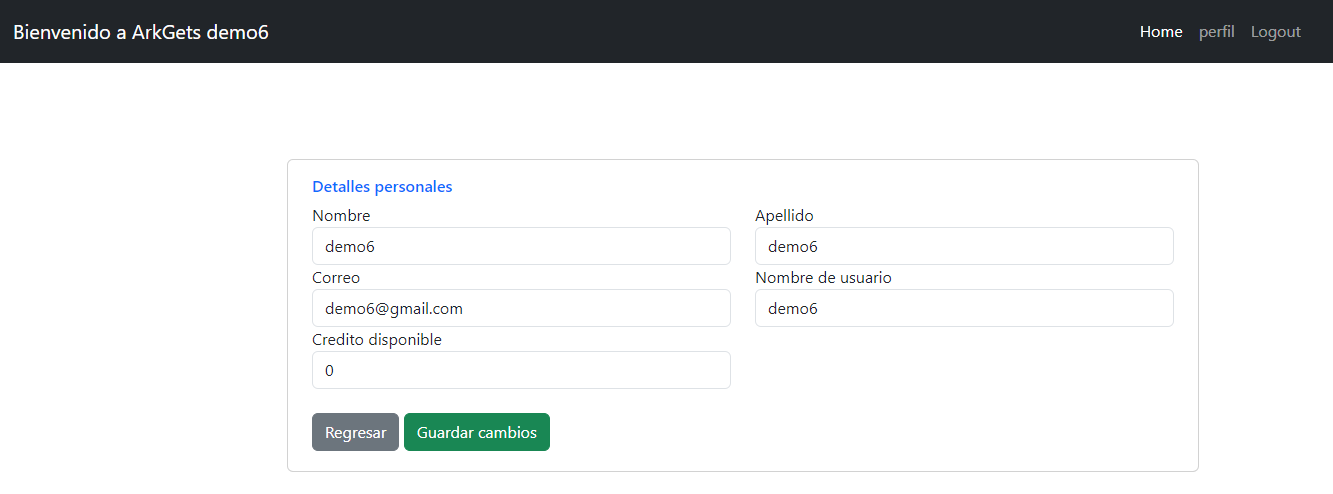 Bienvenido a ArkGets demo6
Home perfil Logout
Detalles personales
Nombre
Apellido
demo6
demo6
Correo
Nombre de usuario
demo6@gmail.com
demo6
Credito disponible
0
Regresar
Guardar cambios